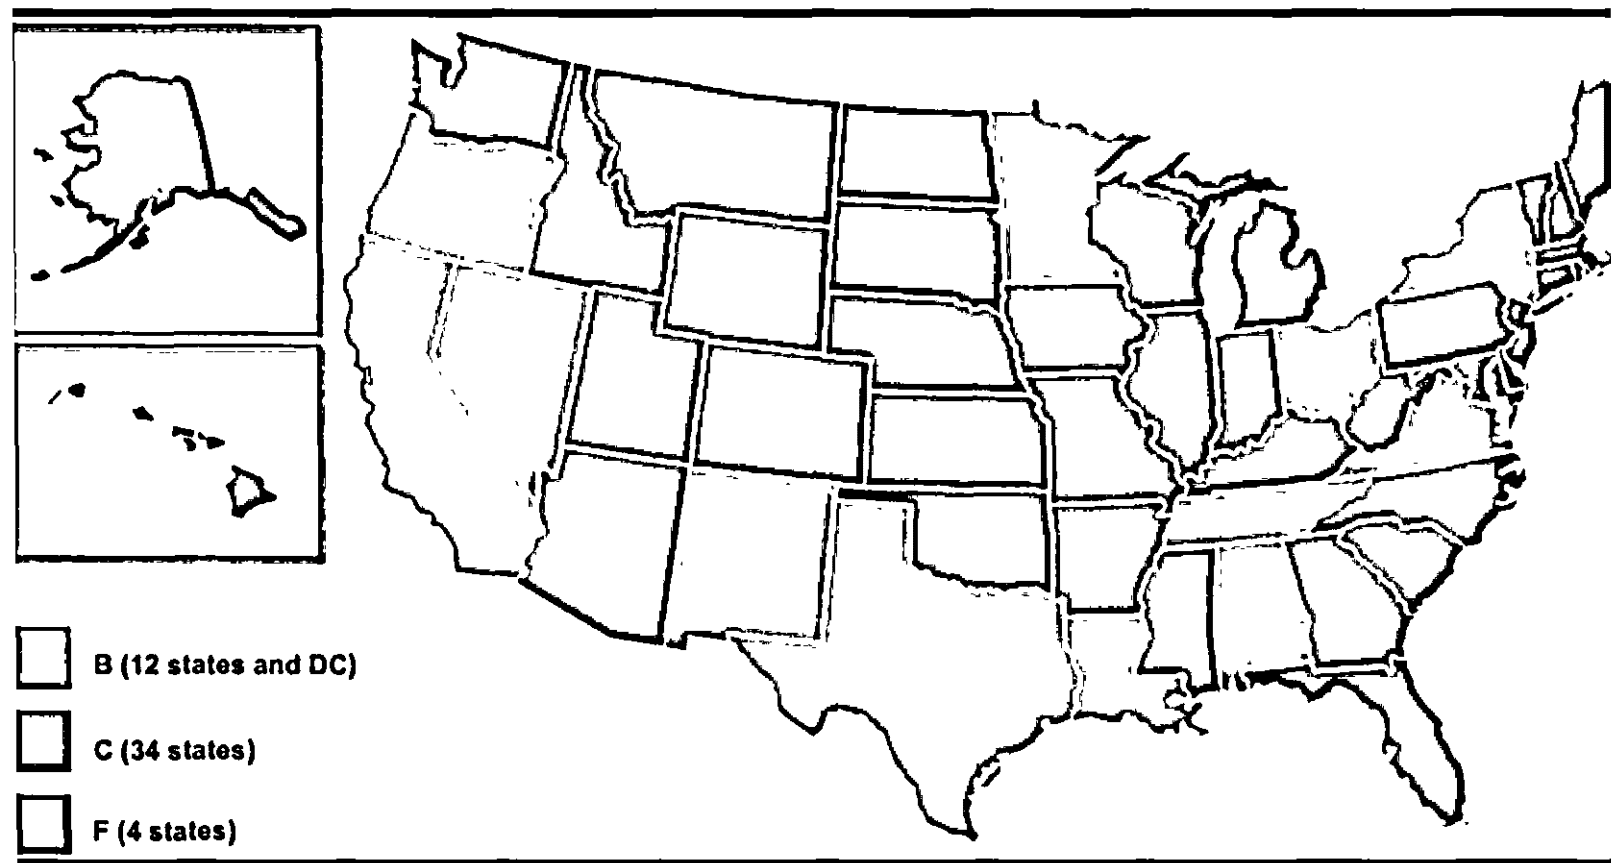 B (12 states and DC)
C (34 states)
F (4 states)